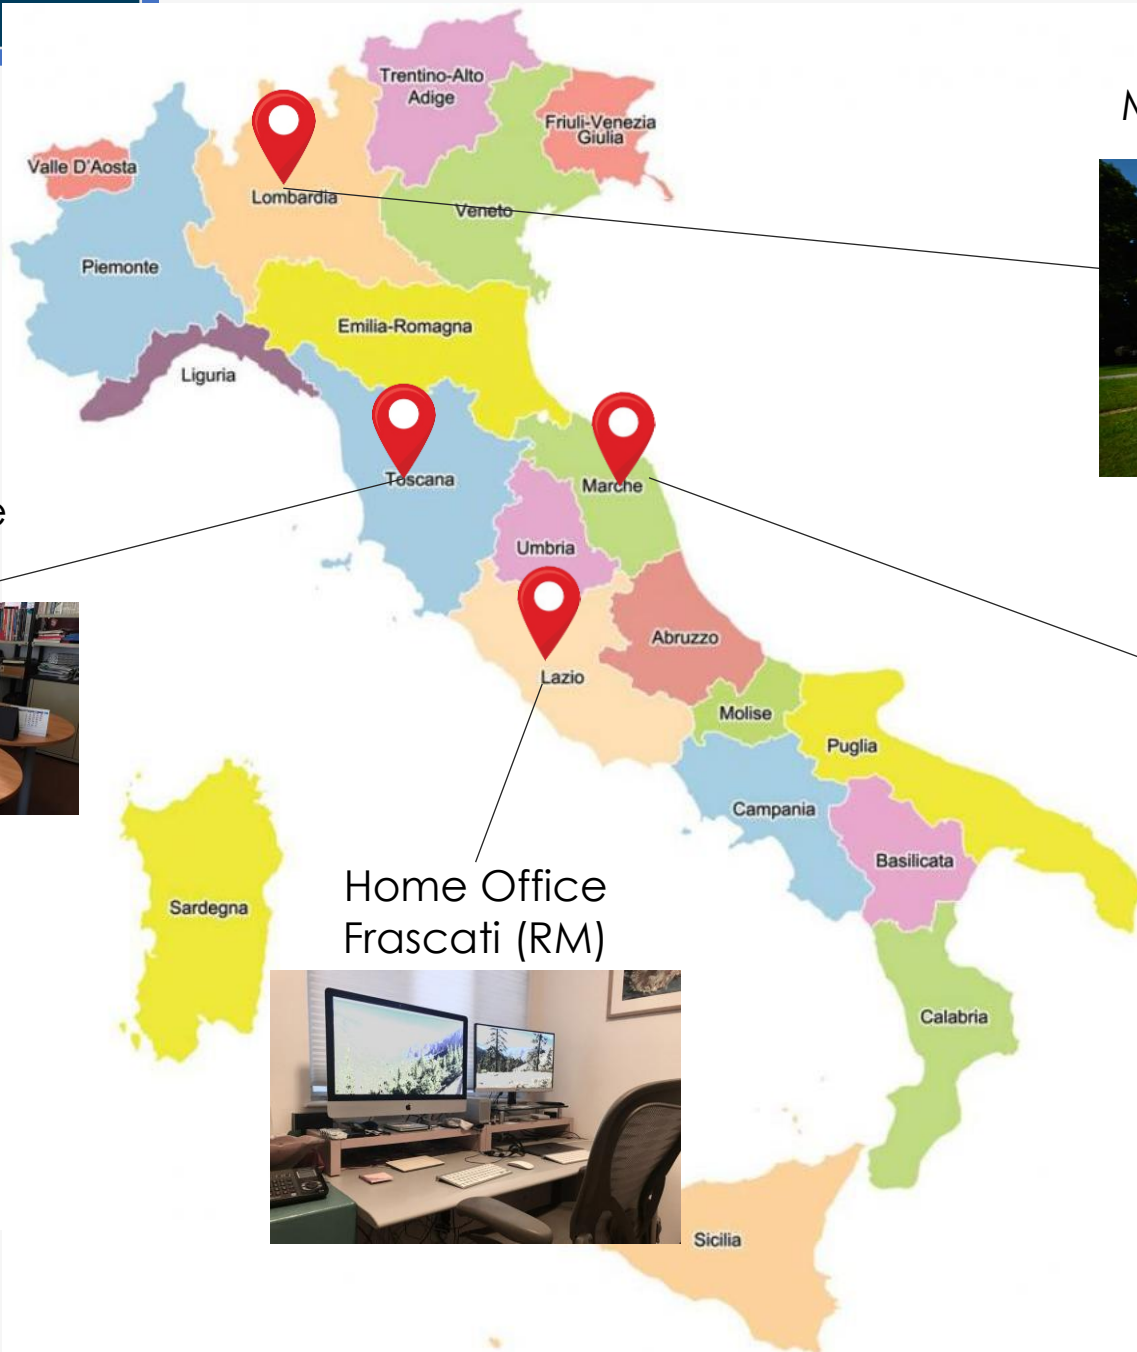 Trentino-Alto
Adige
Friuli-Venezia
Giulia
Valle D'Aosta
Lombardia
Veneto
Piemonte
Emilia-Romagna
Liguria
Toscana
Marche
Umbria
Abruzzo
Lazio
Molise
Puglia
Campania
Basilicata
Sardegna
Home Office
Frascati (RM)
Calabria
Sicilia